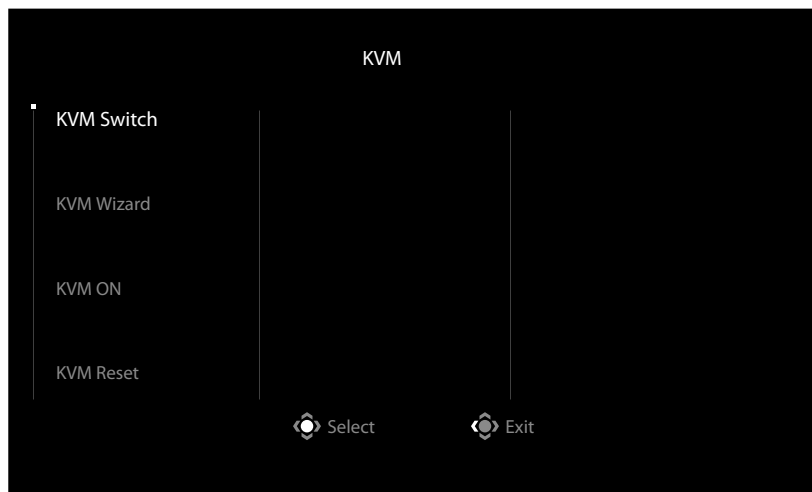 KVM
KVM Switch
KVM Wizard
KVM ON
KVM Reset
Select Exit